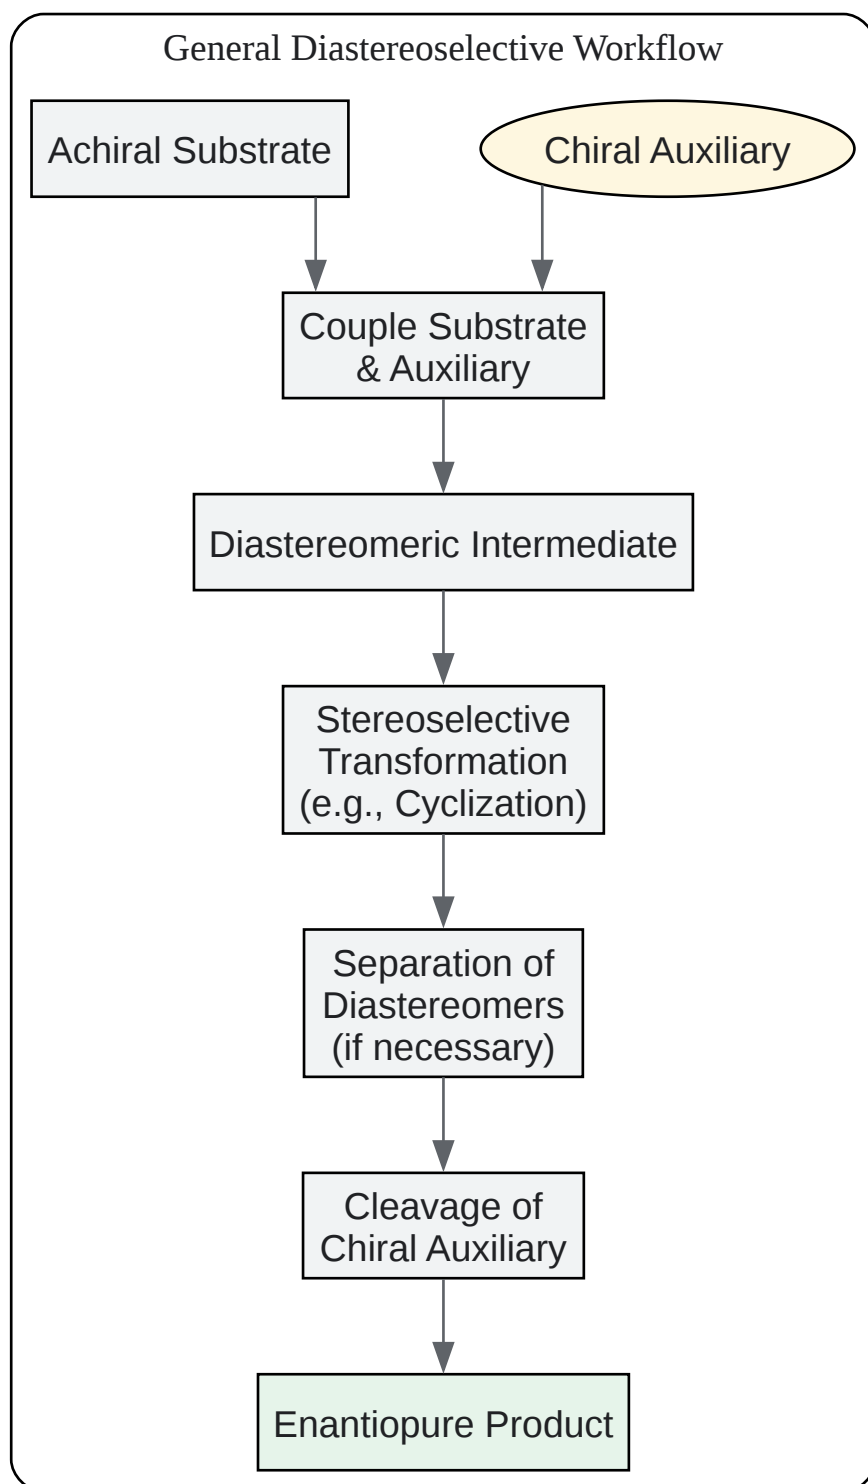 General Diastereoselective Workflow
Achiral Substrate
Chiral Auxiliary
Couple Substrate
& Auxiliary
Diastereomeric Intermediate
Stereoselective
Transformation
(e.g., Cyclization)
Separation of
Diastereomers
(if necessary)
Cleavage of
Chiral Auxiliary
Enantiopure Product